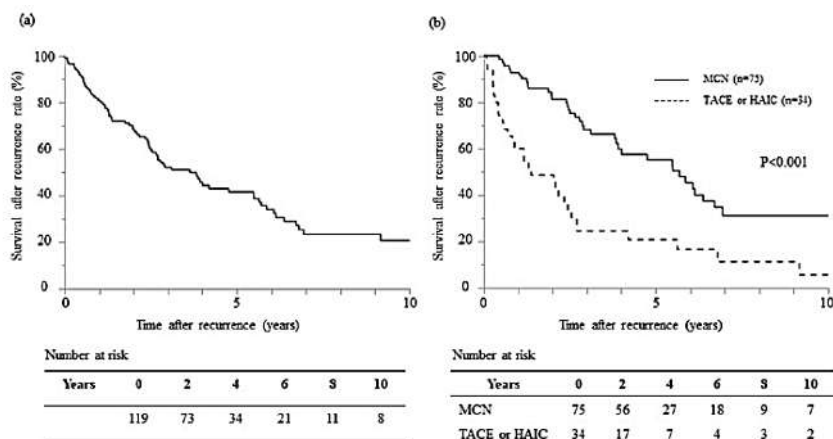 (a)
100
80
60
40
20
0
Survival after recurrence rate (%)
0 5 10
Time after recurrence (years)
Number at risk
Years 0 2 4 6 8 10
119 73 34 21 11 8
(b)
100
80
60
40
20
0
Survival after recurrence rate (%)
MCN (n=75)
TACE or HAIC (n=34)
P<0.001
0 5 10
Time after recurrence (years)
Number at risk
Years 0 2 4 6 8 10
MCN 75 56 27 18 9 7
TACE or HAIC 34 17 7 4 3 2